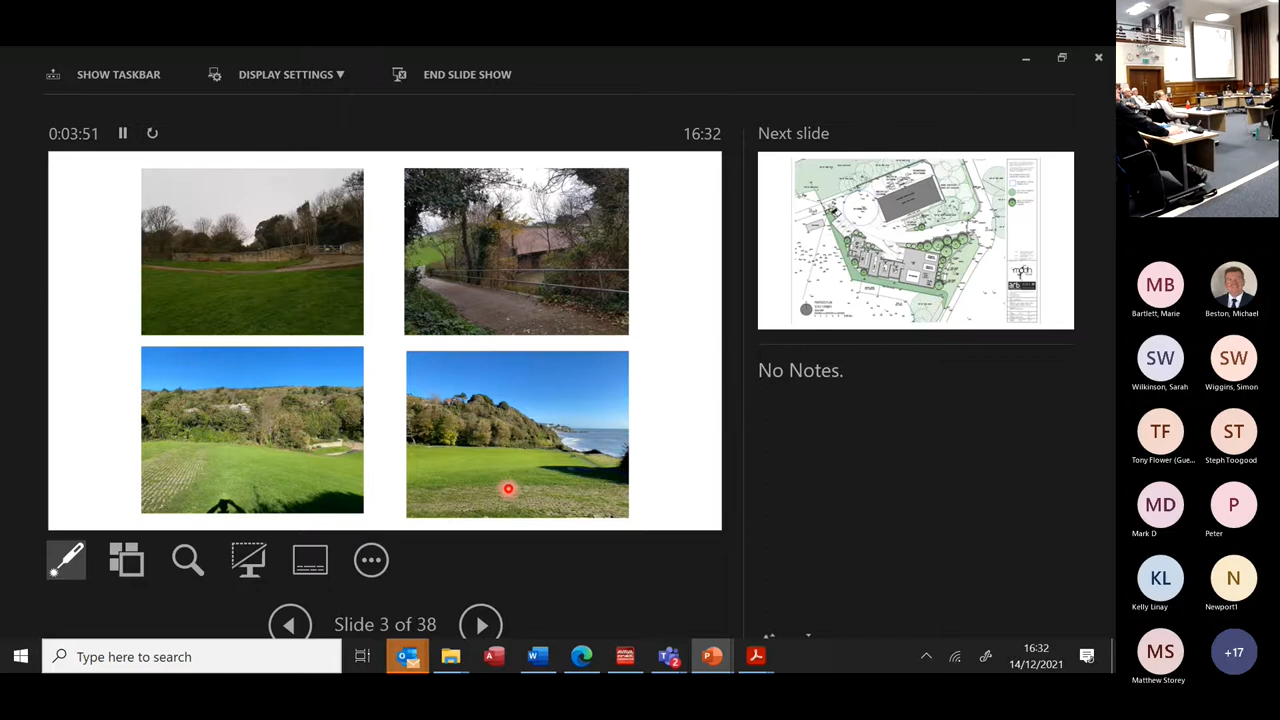 SHOW TASKBAR
DISPLAY SETTINGS ▼
END SLIDE SHOW
0:03:51
16:32
Next slide
No Notes.
Slide 3 of 38
Type here to search
2
16:32
14/12/2021
MB
Bartlett, Marie
Beston, Michael
SW
Wilkinson, Sarah
SW
Wiggins, Simon
TF
Tony Flower (Gue...
ST
Steph Toogood
MD
Mark D
P
Peter
KL
Kelly Linay
N
Newport1
MS
Matthew Storey
+17